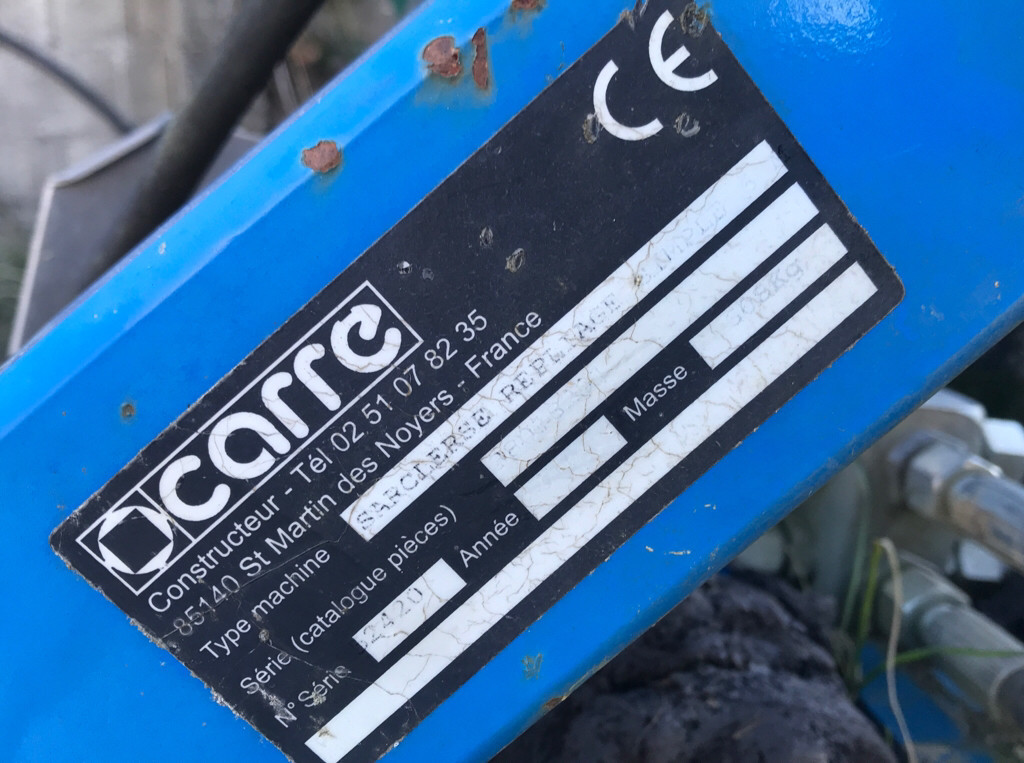 CE
carre
Constructeur - Tél 02 51 07 82 35
85140 St Martin des Noyers - France
Type machine SARCLERSE REPLIAGE
Série (catalogue pièces)
N° Série 2420 Année Masse